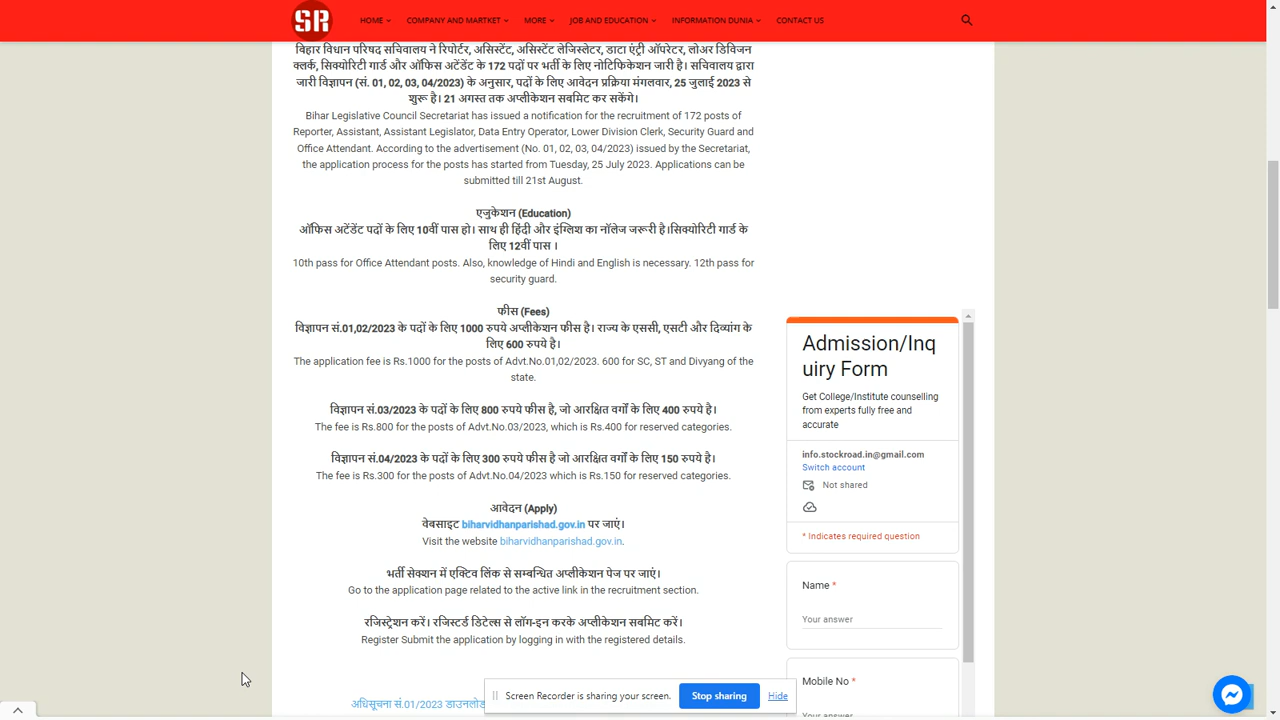 SR HOME COMPANY AND MARTKET MORE JOB AND EDUCATION INFORMATION DUNIA CONTACT US
बिहार विधान परिषद सचिवालय ने रिपोर्टर, असिस्टेंट, असिस्टेंट लेजिस्लेटर, डाटा एंट्री ऑपरेटर, लोअर डिविजन
क्लर्क, सिक्योरिटी गार्ड और ऑफिस अटेंडेंट के 172 पदों पर भर्ती के लिए नोटिफिकेशन जारी है। सचिवालय द्वारा
जारी विज्ञापन (सं. 01, 02, 03, 04/2023) के अनुसार, पदों के लिए आवेदन प्रक्रिया मंगलवार, 25 जुलाई 2023 से
शुरू है। 21 अगस्त तक अप्लीकेशन सबमिट कर सकेंगे।
Bihar Legislative Council Secretariat has issued a notification for the recruitment of 172 posts of
Reporter, Assistant, Assistant Legislator, Data Entry Operator, Lower Division Clerk, Security Guard and
Office Attendant. According to the advertisement (No. 01, 02, 03, 04/2023) issued by the Secretariat,
the application process for the posts has started from Tuesday, 25 July 2023. Applications can be
submitted till 21st August.
एजुकेशन (Education)
ऑफिस अटेंडेंट पदों के लिए 10वीं पास हो। साथ ही हिंदी और इंग्लिश का नॉलेज जरूरी है।सिक्योरिटी गार्ड के
लिए 12वीं पास ।
10th pass for Office Attendant posts. Also, knowledge of Hindi and English is necessary. 12th pass for
security guard.
फीस (Fees)
विज्ञापन सं.01,02/2023 के पदों के लिए 1000 रुपये अप्लीकेशन फीस है। राज्य के एससी, एसटी और दिव्यांग के
लिए 600 रुपये है।
The application fee is Rs.1000 for the posts of Advt.No.01,02/2023. 600 for SC, ST and Divyang of the
state.
विज्ञापन सं.03/2023 के पदों के लिए 800 रुपये फीस है, जो आरक्षित वर्गों के लिए 400 रुपये है।
The fee is Rs.800 for the posts of Advt.No.03/2023, which is Rs.400 for reserved categories.
विज्ञापन सं.04/2023 के पदों के लिए 300 रुपये फीस है जो आरक्षित वर्गों के लिए 150 रुपये है।
The fee is Rs.300 for the posts of Advt.No.04/2023 which is Rs.150 for reserved categories.
आवेदन (Apply)
वेबसाइट biharvidhanparishad.gov.in पर जाएं।
Visit the website biharvidhanparishad.gov.in.
भर्ती सेक्शन में एक्टिव लिंक से सम्बन्धित अप्लीकेशन पेज पर जाएं।
Go to the application page related to the active link in the recruitment section.
रजिस्ट्रेशन करें। रजिस्टर्ड डिटेल्स से लॉग-इन करके अप्लीकेशन सबमिट करें।
Register Submit the application by logging in with the registered details.
अधिसूचना सं.01/2023 डाउनलोड
Admission/Inq
uiry Form
Get College/Institute counselling
from experts fully free and
accurate
info.stockroad.in@gmail.com
Switch account
Not shared
* Indicates required question
Name *
Your answer
Mobile No *
Your answer
Screen Recorder is sharing your screen. Stop sharing Hide